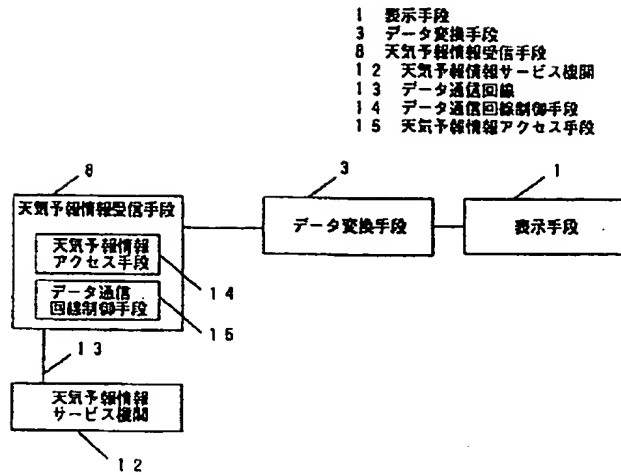 1 表示手段
3 データ変換手段
8 天気予報情報受信手段
12 天気予報情報サービス機関
13 データ通信回線
14 データ通信回線制御手段
15 天気予報情報アクセス手段
8
3
1
天気予報情報受信手段
データ変換手段
表示手段
天気予報情報
アクセス手段
14
データ通信
回線制御手段
15
13
天気予報情報
サービス機関
12